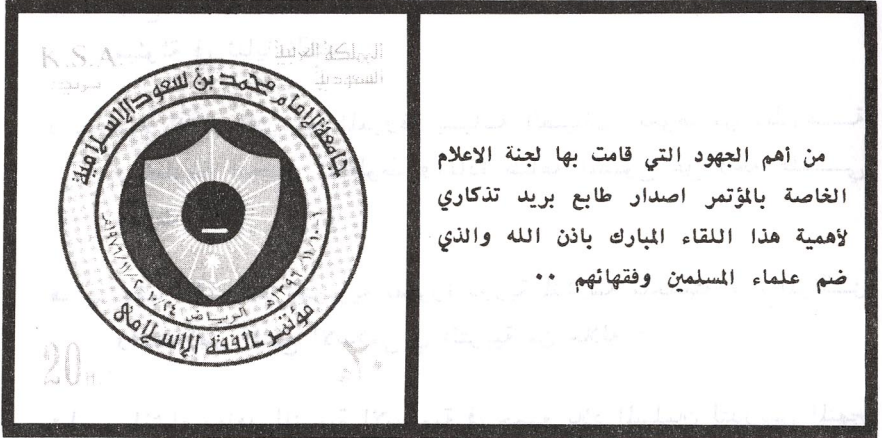 من أهم الجهود التي قامت بها لجنة الاعلام
الخاصة بالمؤتمر اصدار طابع بريد تذكاري
لأهمية هذا اللقاء المبارك باذن الله والذي
ضم علماء المسلمين وفقهائهم ..
K.S.A.
المملكة العربية
السعودية
جامعة الإمام محمد بن سعود الإسلامية
الرياض
مؤتمر الفقه الإسلامي
20 H.
٢٠